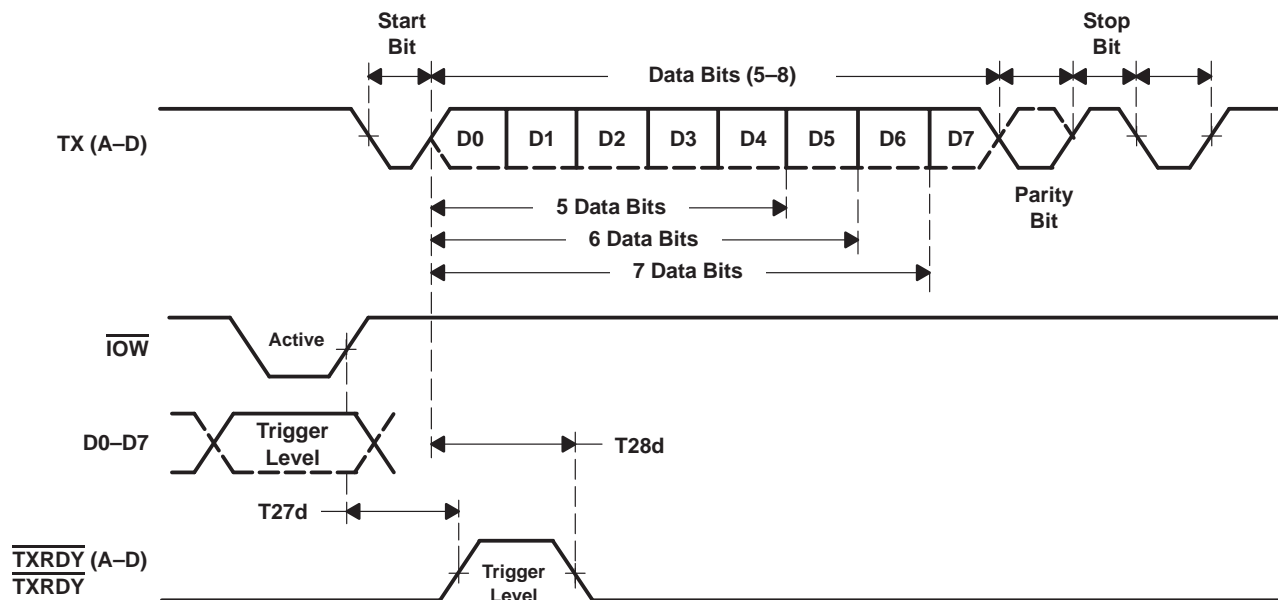 Start
Bit
Stop
Bit
Data Bits (5–8)
TX (A–D)
D0 D1 D2 D3 D4 D5 D6 D7
Parity
Bit
5 Data Bits
6 Data Bits
7 Data Bits
IOW
Active
D0–D7
Trigger
Level
T28d
T27d
TXRDY (A–D)
TXRDY
Trigger
Level